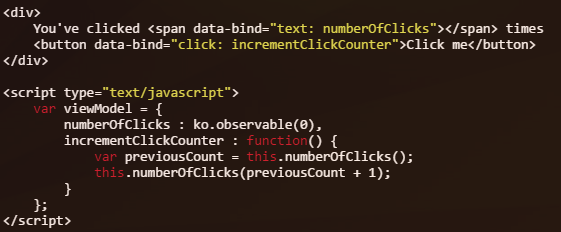 <div>
    You've clicked <span data-bind="text: numberOfClicks"></span> times
    <button data-bind="click: incrementClickCounter">Click me</button>
</div>

<script type="text/javascript">
    var viewModel = {
        numberOfClicks : ko.observable(0),
        incrementClickCounter : function() {
            var previousCount = this.numberOfClicks();
            this.numberOfClicks(previousCount + 1);
        }
    };
</script>